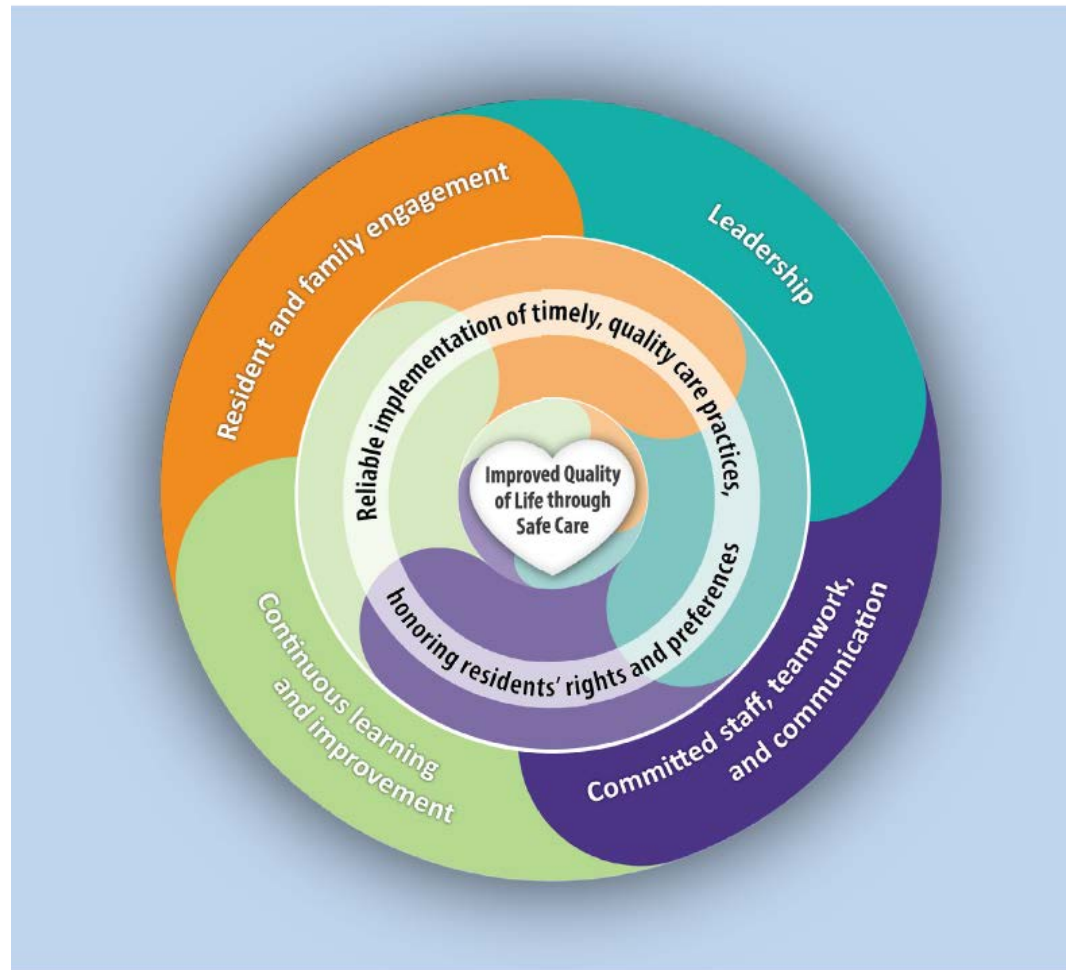 Resident and family engagement
Leadership
Reliable implementation of timely, quality care practices,
honoring residents’ rights and preferences
Improved Quality
of Life through
Safe Care
Continuous learning
and improvement
Committed staff, teamwork,
and communication